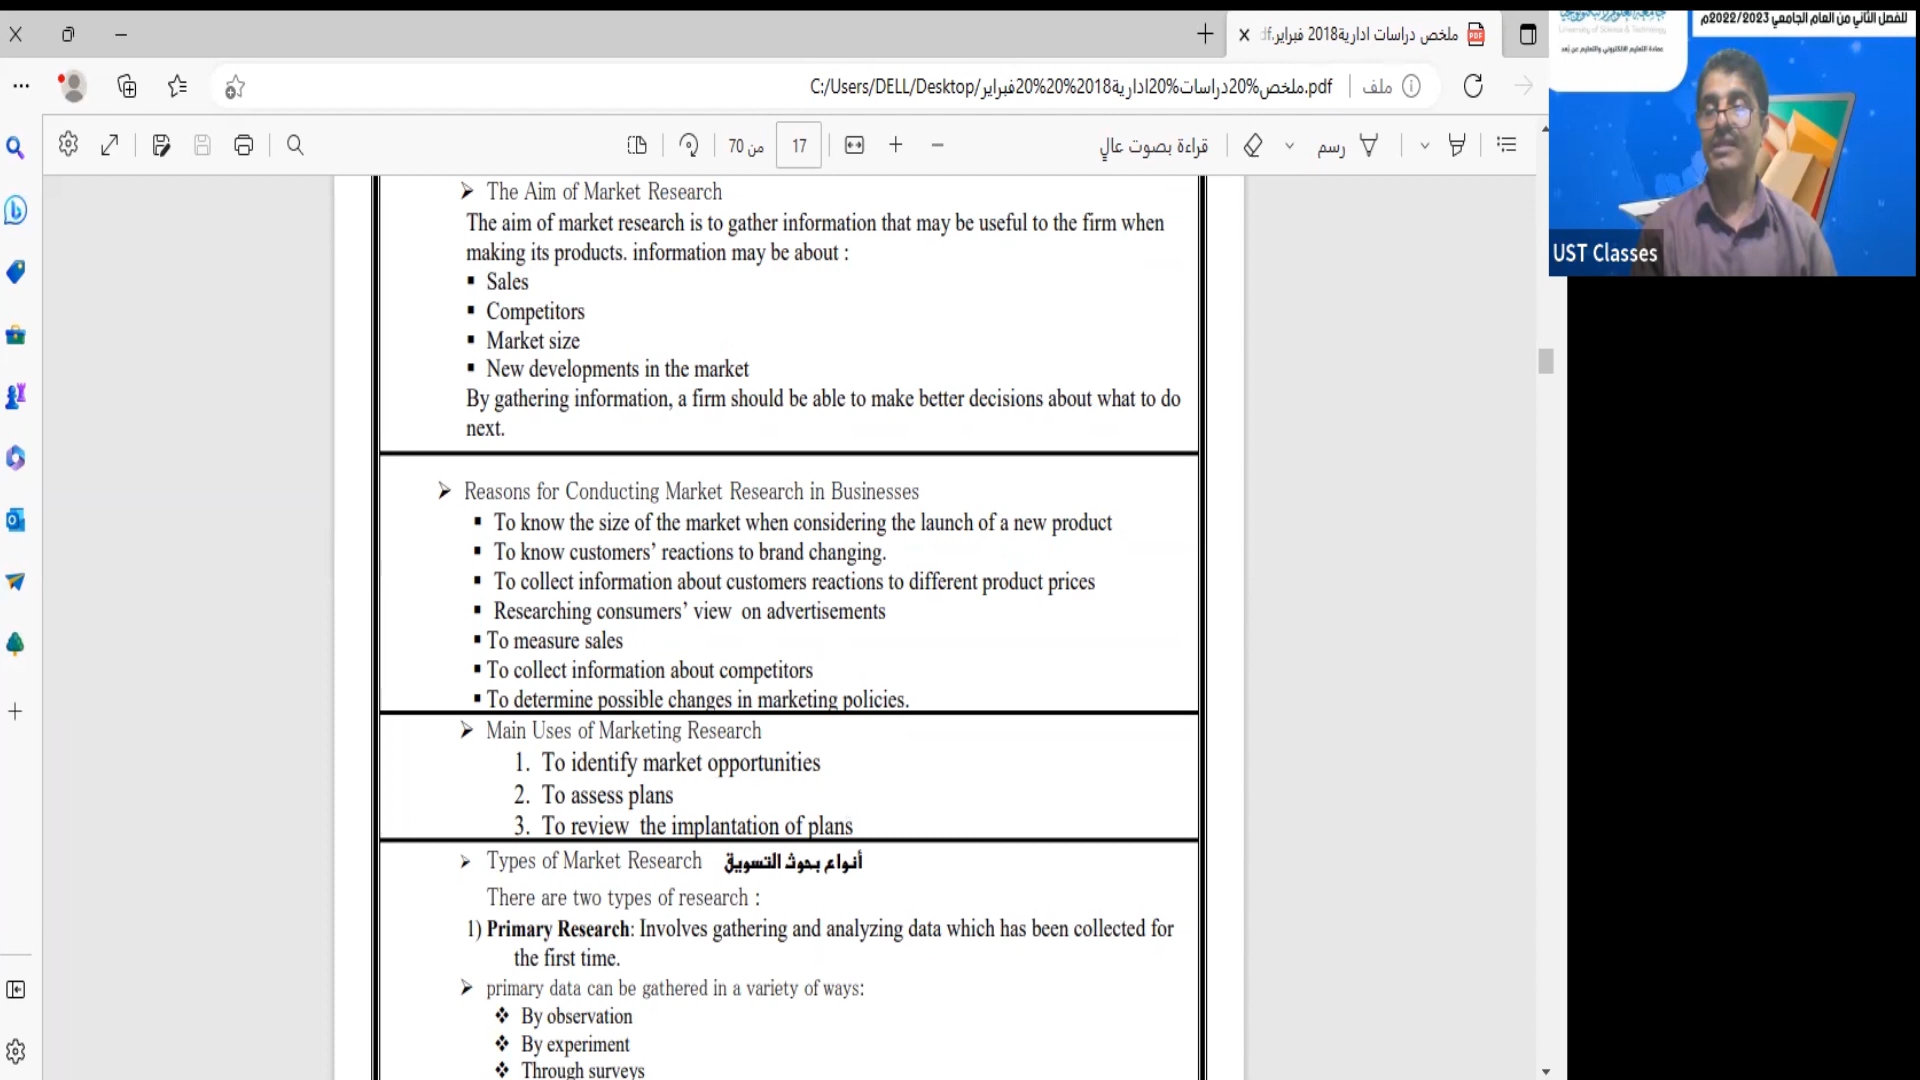 ملخص دراسات ادارية2018 فبراير.df
للفصل الثاني من العام الجامعي 2022/2023م
University of Science & Technology
C:/Users/DELL/Desktop/ملخص%20دراسات%20ادارية2018%20%20فبراير.pdf
ملف
17
من 70
قراءة بصوت عالٍ
رسم
UST Classes
➢ The Aim of Market Research
The aim of market research is to gather information that may be useful to the firm when
making its products. information may be about :
▪ Sales
▪ Competitors
▪ Market size
▪ New developments in the market
By gathering information, a firm should be able to make better decisions about what to do
next.
➢ Reasons for Conducting Market Research in Businesses
▪ To know the size of the market when considering the launch of a new product
▪ To know customers’ reactions to brand changing.
▪ To collect information about customers reactions to different product prices
▪ Researching consumers’ view on advertisements
▪ To measure sales
▪ To collect information about competitors
▪ To determine possible changes in marketing policies.
➢ Main Uses of Marketing Research
1. To identify market opportunities
2. To assess plans
3. To review the implantation of plans
➢ Types of Market Research أنواع بحوث التسويق
There are two types of research :
1) Primary Research: Involves gathering and analyzing data which has been collected for
the first time.
➢ primary data can be gathered in a variety of ways:
❖ By observation
❖ By experiment
❖ Through surveys